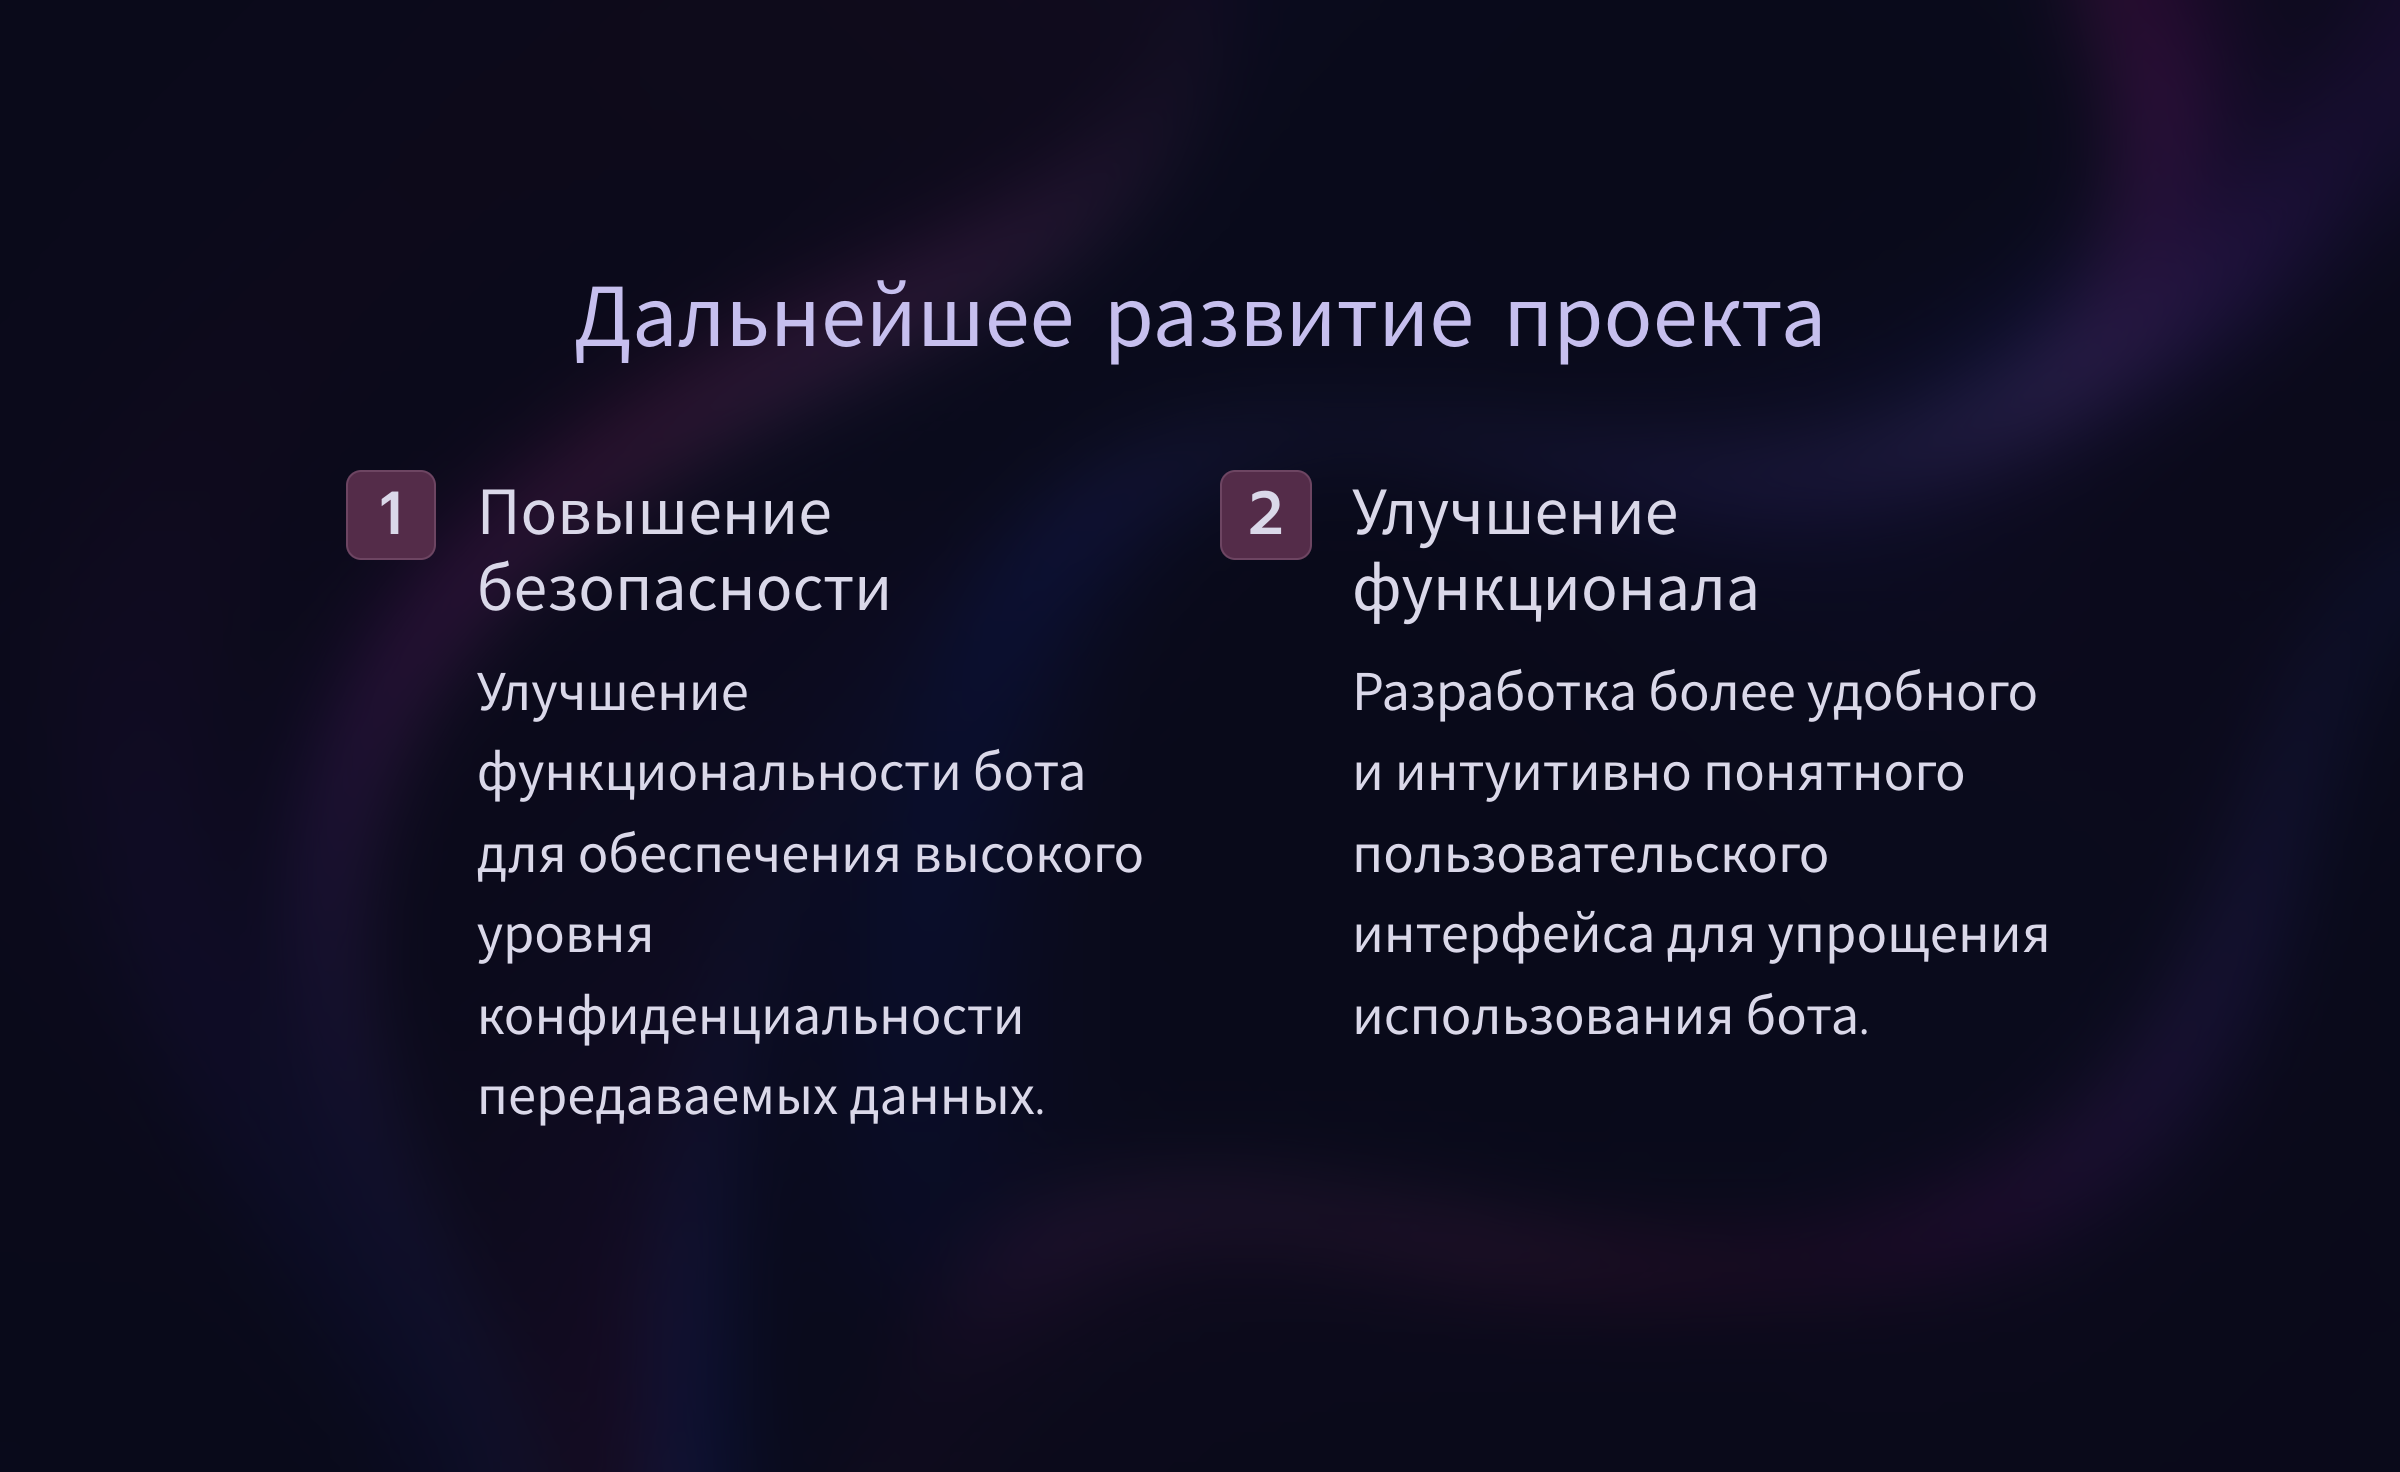 Дальнейшее развитие проекта
1
Повышение
безопасности
Улучшение
функциональности бота
для обеспечения высокого
уровня
конфиденциальности
передаваемых данных.
2
Улучшение
функционала
Разработка более удобного
и интуитивно понятного
пользовательского
интерфейса для упрощения
использования бота.